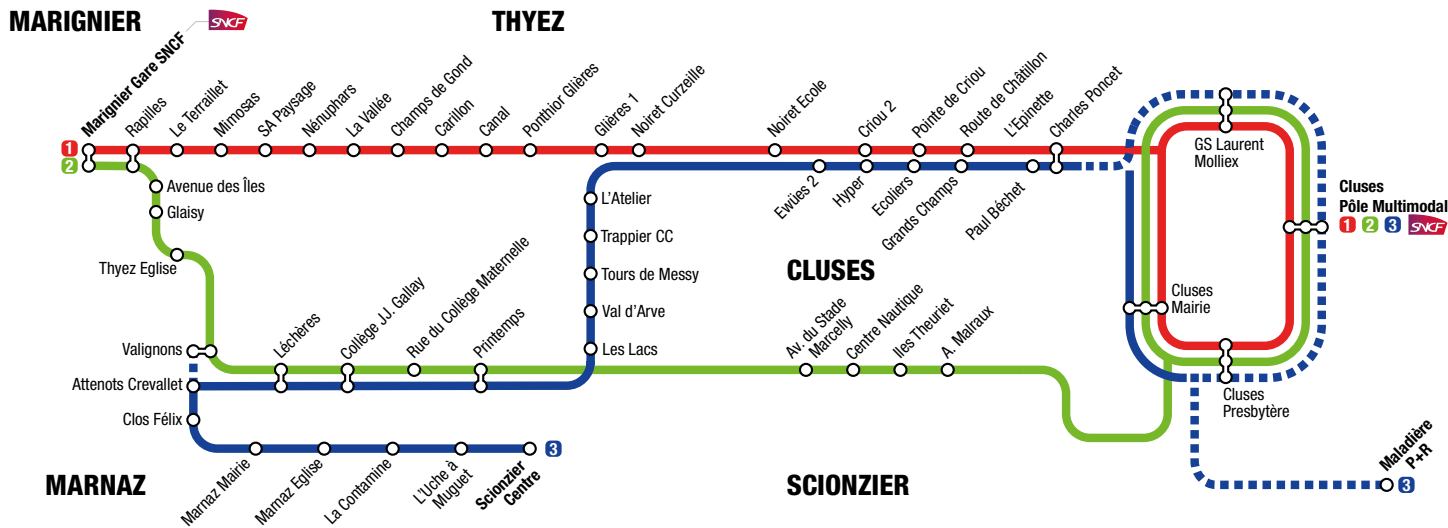 MARIGNIER
SNCF
THYEZ
Marignier Gare SNCF
Rapilles
Le Terraillet
Mimosas
SA Paysage
Nénuphars
La Vallée
Champs de Gond
Carillon
Canal
Ponthior Glières
Glières 1
Noiret Curzeille
Noiret Ecole
Criou 2
Pointe de Criou
Route de Châtillon
L'Epinette
Charles Poncet
1
2
GS Laurent
Molliex
Avenue des Îles
Glaisy
Thyez Eglise
L'Atelier
Trappier CC
Tours de Messy
Val d'Arve
Les Lacs
Ewües 2
Hyper
Ecoliers
Grands Champs
Paul Béchet
Cluses
Pôle Multimodal
1 2 3 SNCF
CLUSES
Cluses
Mairie
Valignons
Attenots Crevallet
Clos Félix
Léchères
Collège JJ. Gallay
Rue du Collège Maternelle
Printemps
Av. du Stade
Marcelly
Centre Nautique
Iles Theuriet
A. Malraux
Cluses
Presbytère
MARNAZ
Marnaz Mairie
Marnaz Eglise
La Contamine
L'Uche à
Muguet
Scionzier
Centre
3
SCIONZIER
Maladière
P+R
3